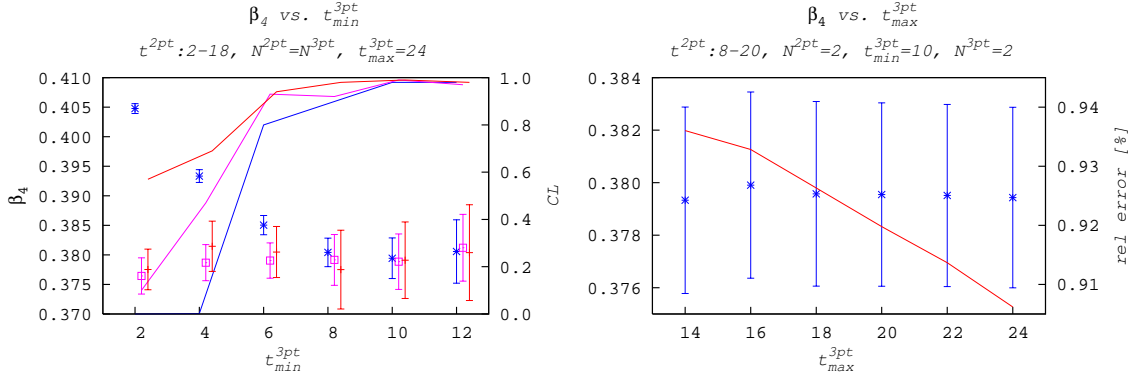 β4 vs. t^3pt_min
t^2pt:2-18, N^2pt=N^3pt, t^3pt_max=24
0.410
0.405
0.400
0.395
0.390
0.385
0.380
0.375
0.370
β4
1.0
0.8
0.6
0.4
0.2
0.0
CL
2 4 6 8 10 12
t^3pt_min
β4 vs. t^3pt_max
t^2pt:8-20, N^2pt=2, t^3pt_min=10, N^3pt=2
0.384
0.382
0.380
0.378
0.376
0.94
0.93
0.92
0.91
rel error [%]
14 16 18 20 22 24
t^3pt_max